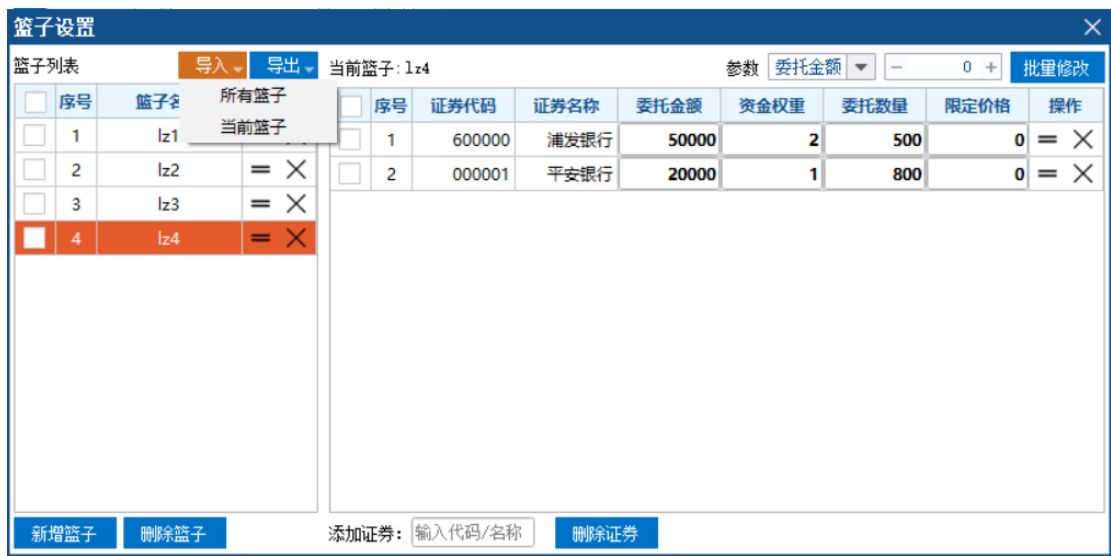 篮子设置
篮子列表 导入 导出 当前篮子:lz4 参数 委托金额 － 0 + 批量修改
序号 篮子名 所有篮子 序号 证券代码 证券名称 委托金额 资金权重 委托数量 限定价格 操作
1 lz1 当前篮子 1 600000 浦发银行 50000 2 500 0
2 lz2 2 000001 平安银行 20000 1 800 0
3 lz3
4 lz4
新增篮子 删除篮子 添加证券: 输入代码/名称 删除证券